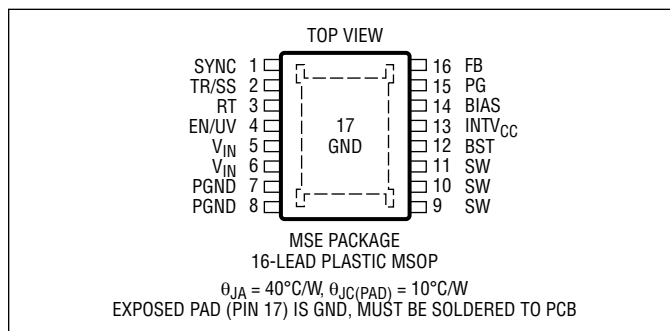 TOP VIEW
SYNC 1
TR/SS 2
RT 3
EN/UV 4
VIN 5
VIN 6
PGND 7
PGND 8
17
GND
16 FB
15 PG
14 BIAS
13 INTVCC
12 BST
11 SW
10 SW
9 SW
MSE PACKAGE
16-LEAD PLASTIC MSOP
θJA = 40°C/W, θJC(PAD) = 10°C/W
EXPOSED PAD (PIN 17) IS GND, MUST BE SOLDERED TO PCB